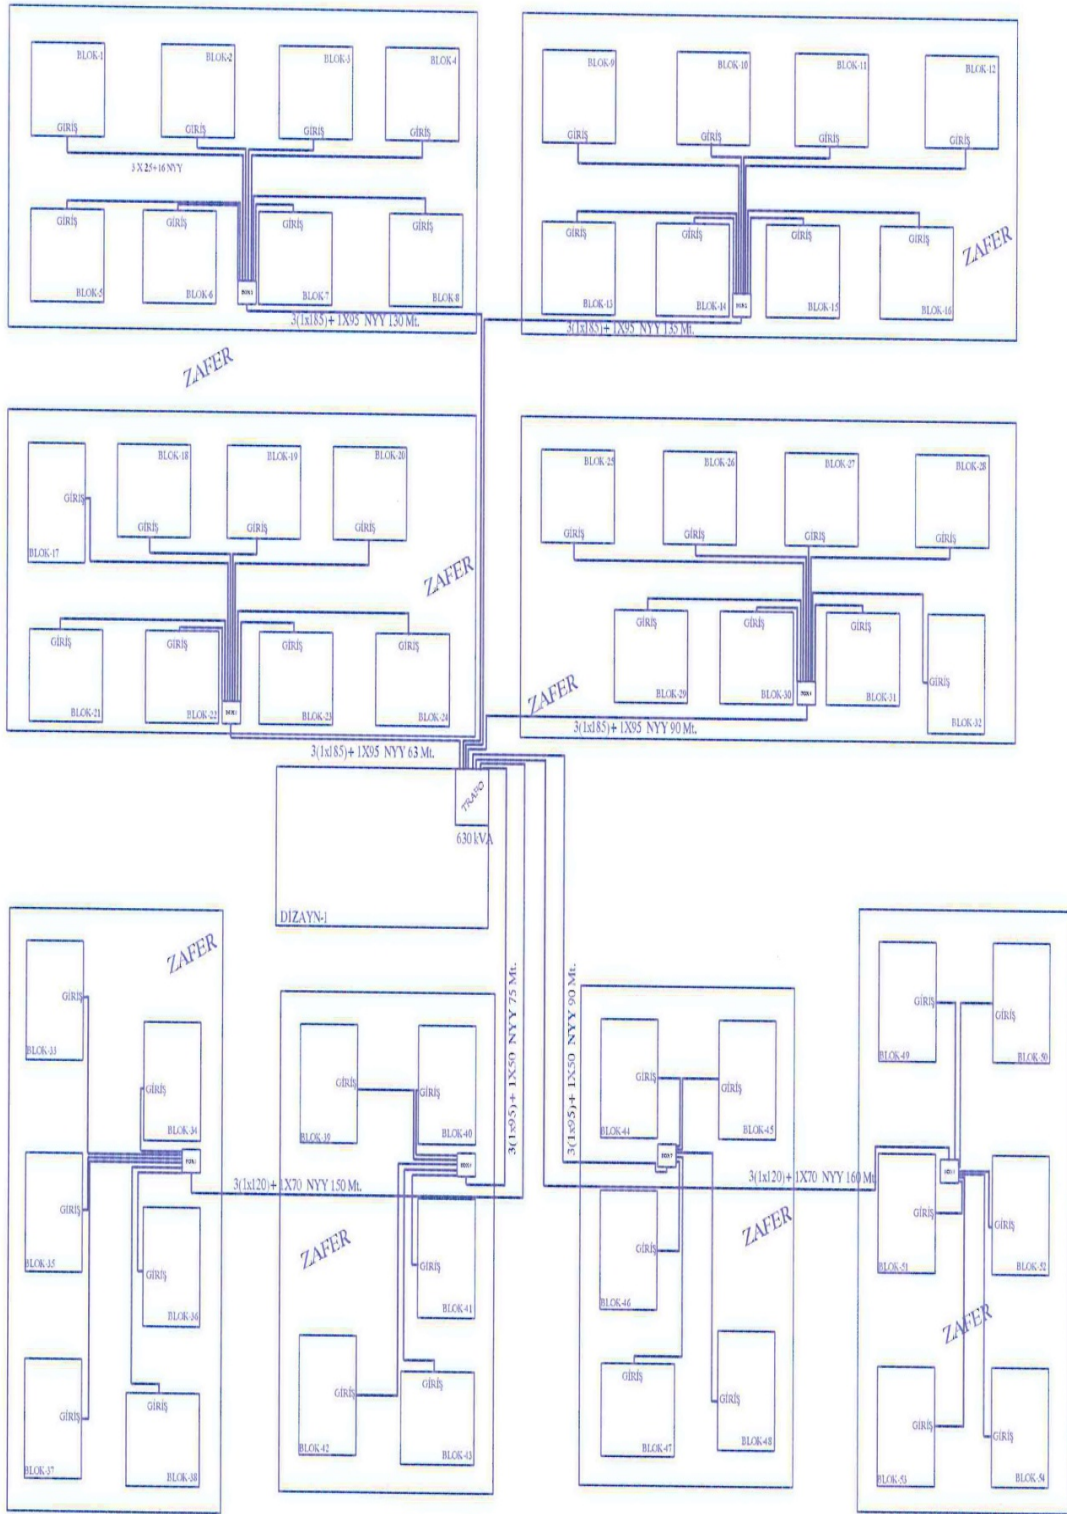 BLOK-1
BLOK-2
BLOK-3
BLOK-4
GİRİŞ
GİRİŞ
GİRİŞ
GİRİŞ
3 X 25+16 NYY
GİRİŞ
GİRİŞ
GİRİŞ
GİRİŞ
BLOK-5
BLOK-6
BLOK-7
BLOK-8
3(1x185)+ 1X95 NYY 130 Mt.
BLOK-9
BLOK-10
BLOK-11
BLOK-12
GİRİŞ
GİRİŞ
GİRİŞ
GİRİŞ
GİRİŞ
GİRİŞ
GİRİŞ
GİRİŞ
ZAFER
BLOK-13
BLOK-14
BLOK-15
BLOK-16
3(1x185)+ 1X95 NYY 135 Mt.
ZAFER
BLOK-18
BLOK-19
BLOK-20
GİRİŞ
GİRİŞ
GİRİŞ
GİRİŞ
BLOK-17
ZAFER
GİRİŞ
GİRİŞ
GİRİŞ
GİRİŞ
BLOK-21
BLOK-22
BLOK-23
BLOK-24
3(1x185)+ 1X95 NYY 63 Mt.
BLOK-25
BLOK-26
BLOK-27
BLOK-28
GİRİŞ
GİRİŞ
GİRİŞ
GİRİŞ
GİRİŞ
GİRİŞ
GİRİŞ
GİRİŞ
ZAFER
BLOK-29
BLOK-30
BLOK-31
BLOK-32
3(1x185)+ 1X95 NYY 90 Mt.
TRAFO
630 kVA
DİZAYN-1
ZAFER
GİRİŞ
BLOK-33
GİRİŞ
BLOK-34
3(1x120)+ 1X70 NYY 150 Mt.
GİRİŞ
BLOK-35
GİRİŞ
BLOK-36
GİRİŞ
BLOK-37
GİRİŞ
BLOK-38
3(1x95)+ 1X50 NYY 75 Mt.
GİRİŞ
BLOK-39
GİRİŞ
BLOK-40
ZAFER
GİRİŞ
BLOK-41
GİRİŞ
BLOK-42
GİRİŞ
BLOK-43
3(1x95)+ 1X50 NYY 90 Mt.
GİRİŞ
BLOK-44
GİRİŞ
BLOK-45
3(1x120)+ 1X70 NYY 160 Mt.
ZAFER
GİRİŞ
BLOK-46
GİRİŞ
BLOK-47
GİRİŞ
BLOK-48
GİRİŞ
BLOK-49
GİRİŞ
BLOK-50
GİRİŞ
BLOK-51
GİRİŞ
BLOK-52
ZAFER
GİRİŞ
BLOK-53
GİRİŞ
BLOK-54